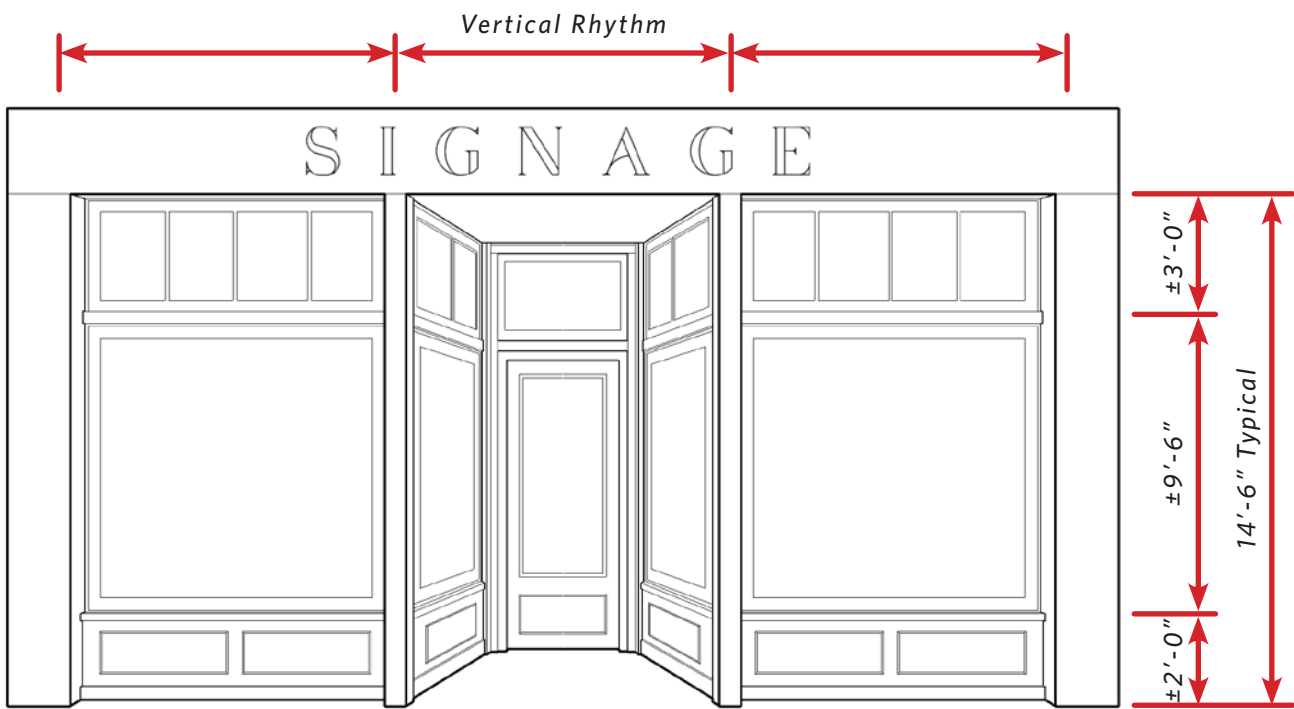 Vertical Rhythm
SIGNAGE
±3'-0"
±9'-6"
14'-6" Typical
±2'-0"